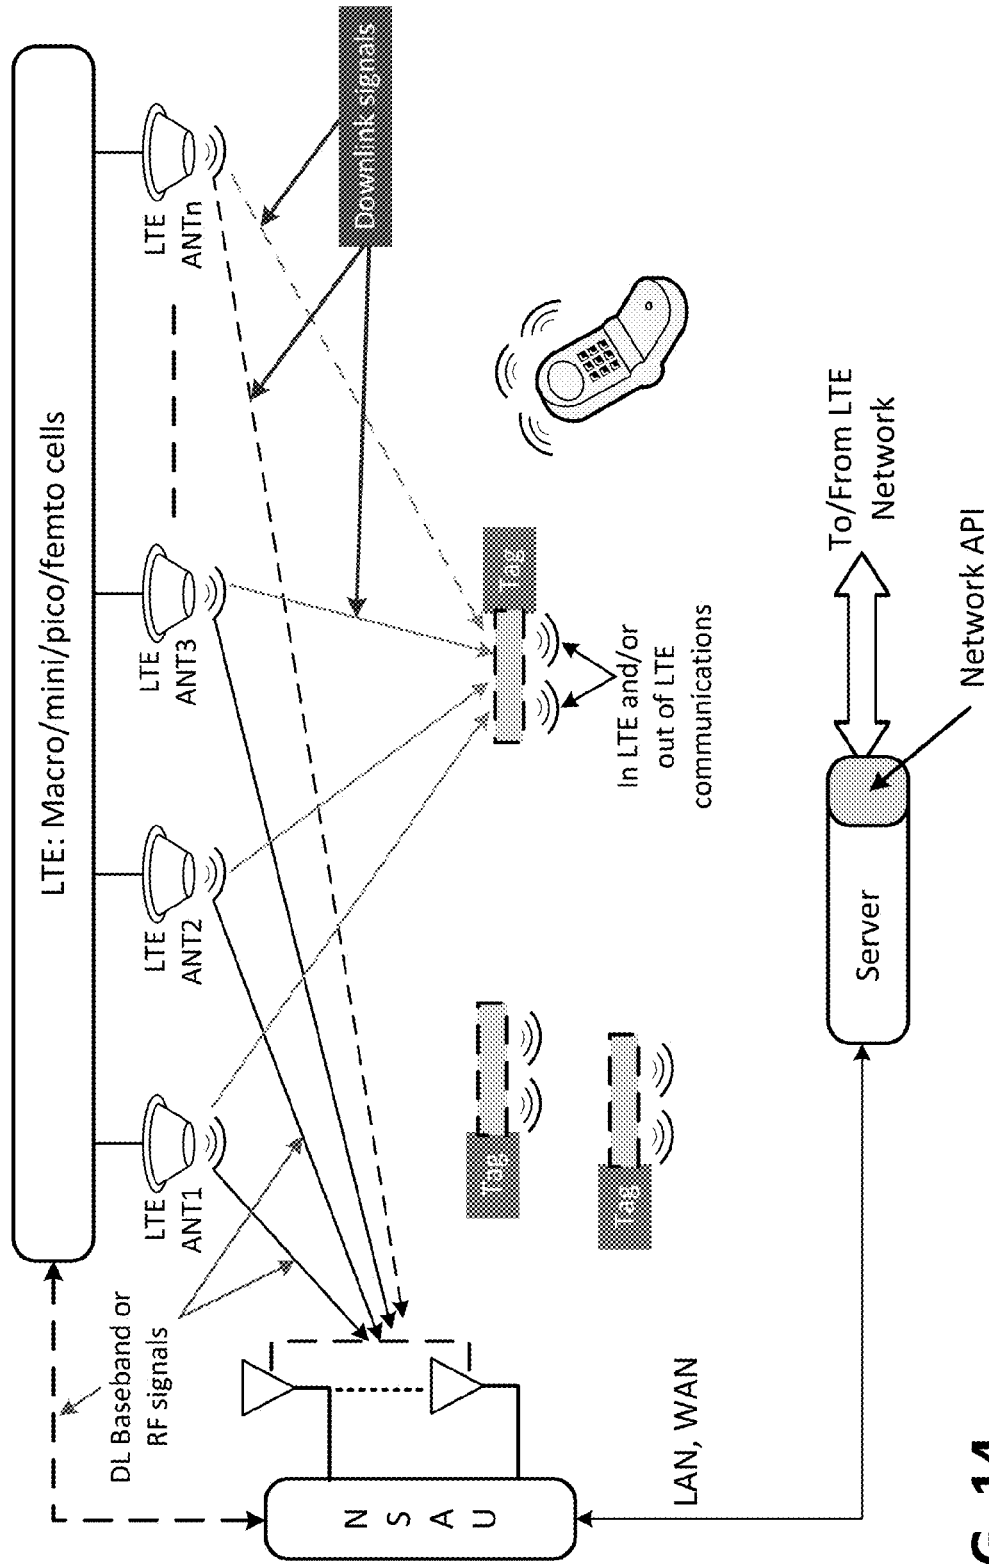 LTE: Macro/mini/pico/femto cells
DL Baseband or
RF signals
LTE
ANT1
LTE
ANT2
LTE
ANT3
LTE
ANTn
Downlink signals
N
S
A
U
Tag
Tag
Tag
In LTE and/or
out of LTE
communications
LAN, WAN
Server
To/From LTE
Network
Network API
G. 14